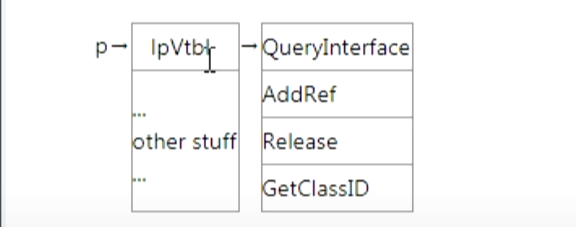 p→ lpVtbl →QueryInterface
AddRef
...
other stuff Release
...
GetClassID